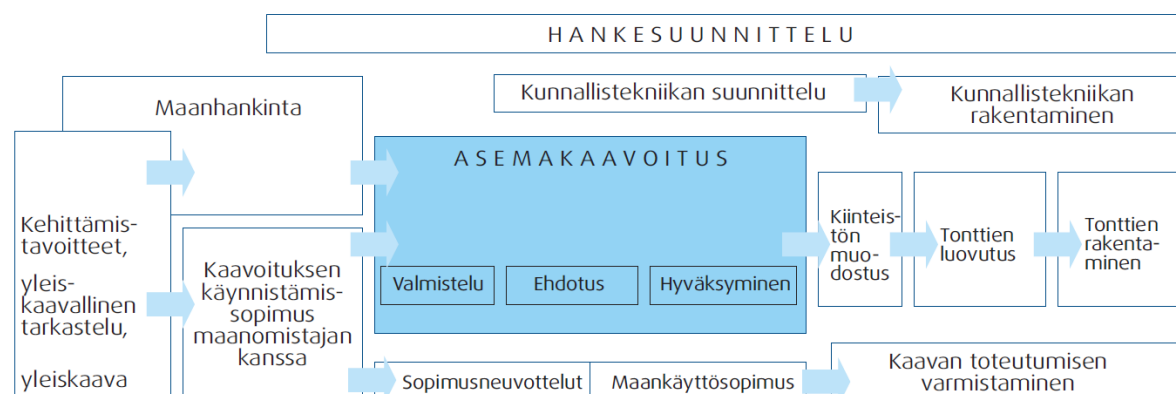 HANKESUUNNITTELU
Kunnallistekniikan suunnittelu
Kunnallistekniikan
rakentaminen
Maanhankinta
Kehittämis-
tavoitteet,
yleis-
kaavallinen
tarkastelu,
yleiskaava
Kaavoituksen
käynnistämis-
sopimus
maanomistajan
kanssa
ASEMAKAAVOITUS
Valmistelu
Ehdotus
Hyväksyminen
Kiinteis-
tön
muo-
dostus
Tonttien
luovutus
Tonttien
rakenta-
minen
Sopimusneuvottelut
Maankäyttösopimus
Kaavan toteutumisen
varmistaminen